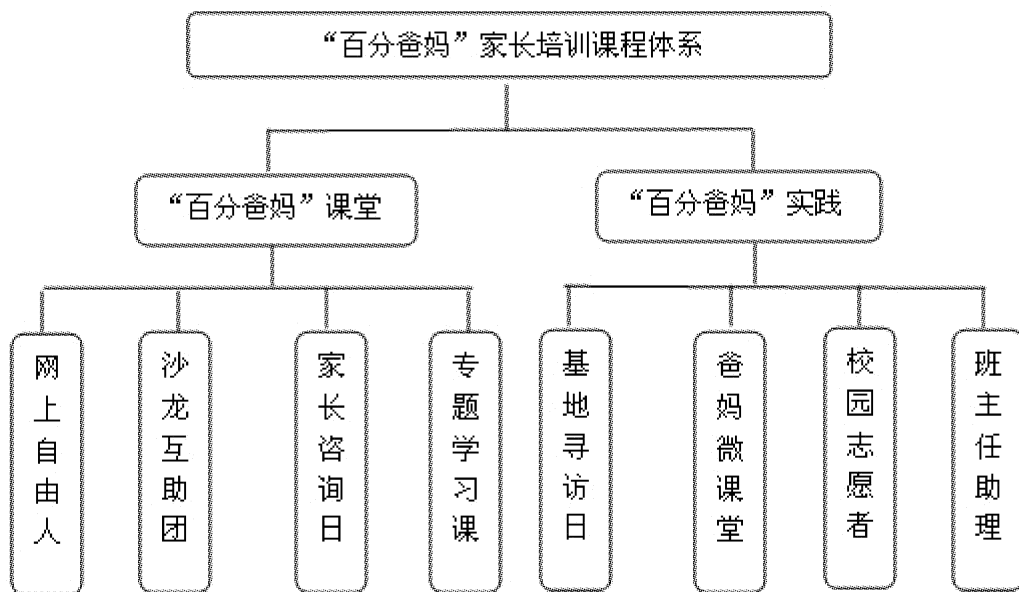 “百分爸妈”家长培训课程体系
“百分爸妈”课堂
“百分爸妈”实践
网上自由人
沙龙互助团
家长咨询日
专题学习课
基地寻访日
爸妈微课堂
校园志愿者
班主任助理